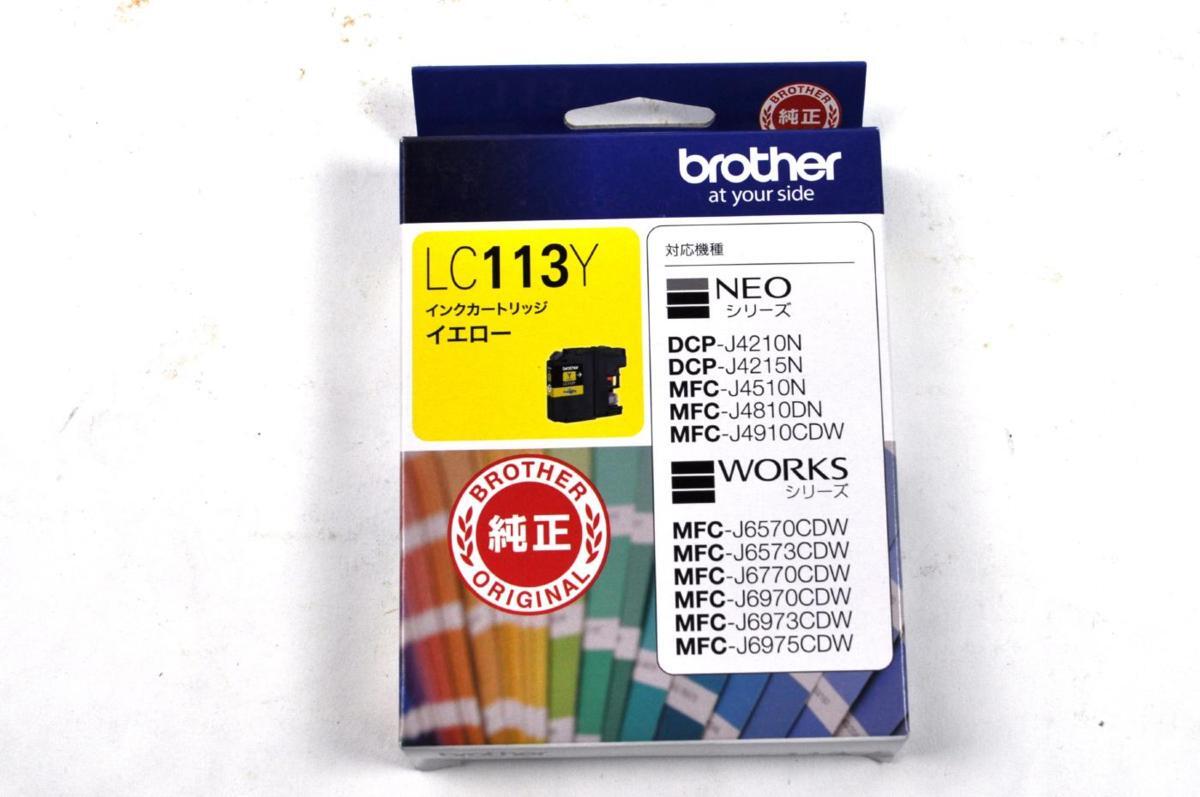 BROTHER
純正
brother
at your side
LC113Y
インクカートリッジ
イエロー
brother
Y
対応機種
NEO
シリーズ
DCP-J4210N
DCP-J4215N
MFC-J4510N
MFC-J4810DN
MFC-J4910CDW
WORKS
シリーズ
MFC-J6570CDW
MFC-J6573CDW
MFC-J6770CDW
MFC-J6970CDW
MFC-J6973CDW
MFC-J6975CDW
BROTHER
純正
ORIGINAL
brother